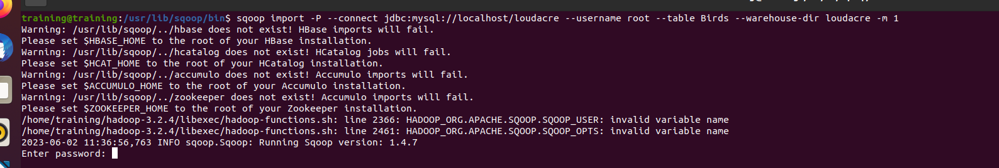 training@training:/usr/lib/sqoop/bin$ sqoop import -P --connect jdbc:mysql://localhost/loudacre --username root --table Birds --warehouse-dir loudacre -m 1
Warning: /usr/lib/sqoop/../hbase does not exist! HBase imports will fail.
Please set $HBASE_HOME to the root of your HBase installation.
Warning: /usr/lib/sqoop/../hcatalog does not exist! HCatalog jobs will fail.
Please set $HCAT_HOME to the root of your HCatalog installation.
Warning: /usr/lib/sqoop/../accumulo does not exist! Accumulo imports will fail.
Please set $ACCUMULO_HOME to the root of your Accumulo installation.
Warning: /usr/lib/sqoop/../zookeeper does not exist! Accumulo imports will fail.
Please set $ZOOKEEPER_HOME to the root of your Zookeeper installation.
/home/training/hadoop-3.2.4/libexec/hadoop-functions.sh: line 2366: HADOOP_ORG.APACHE.SQOOP.SQOOP_USER: invalid variable name
/home/training/hadoop-3.2.4/libexec/hadoop-functions.sh: line 2461: HADOOP_ORG.APACHE.SQOOP.SQOOP_OPTS: invalid variable name
2023-06-02 11:36:56,763 INFO sqoop.Sqoop: Running Sqoop version: 1.4.7
Enter password: